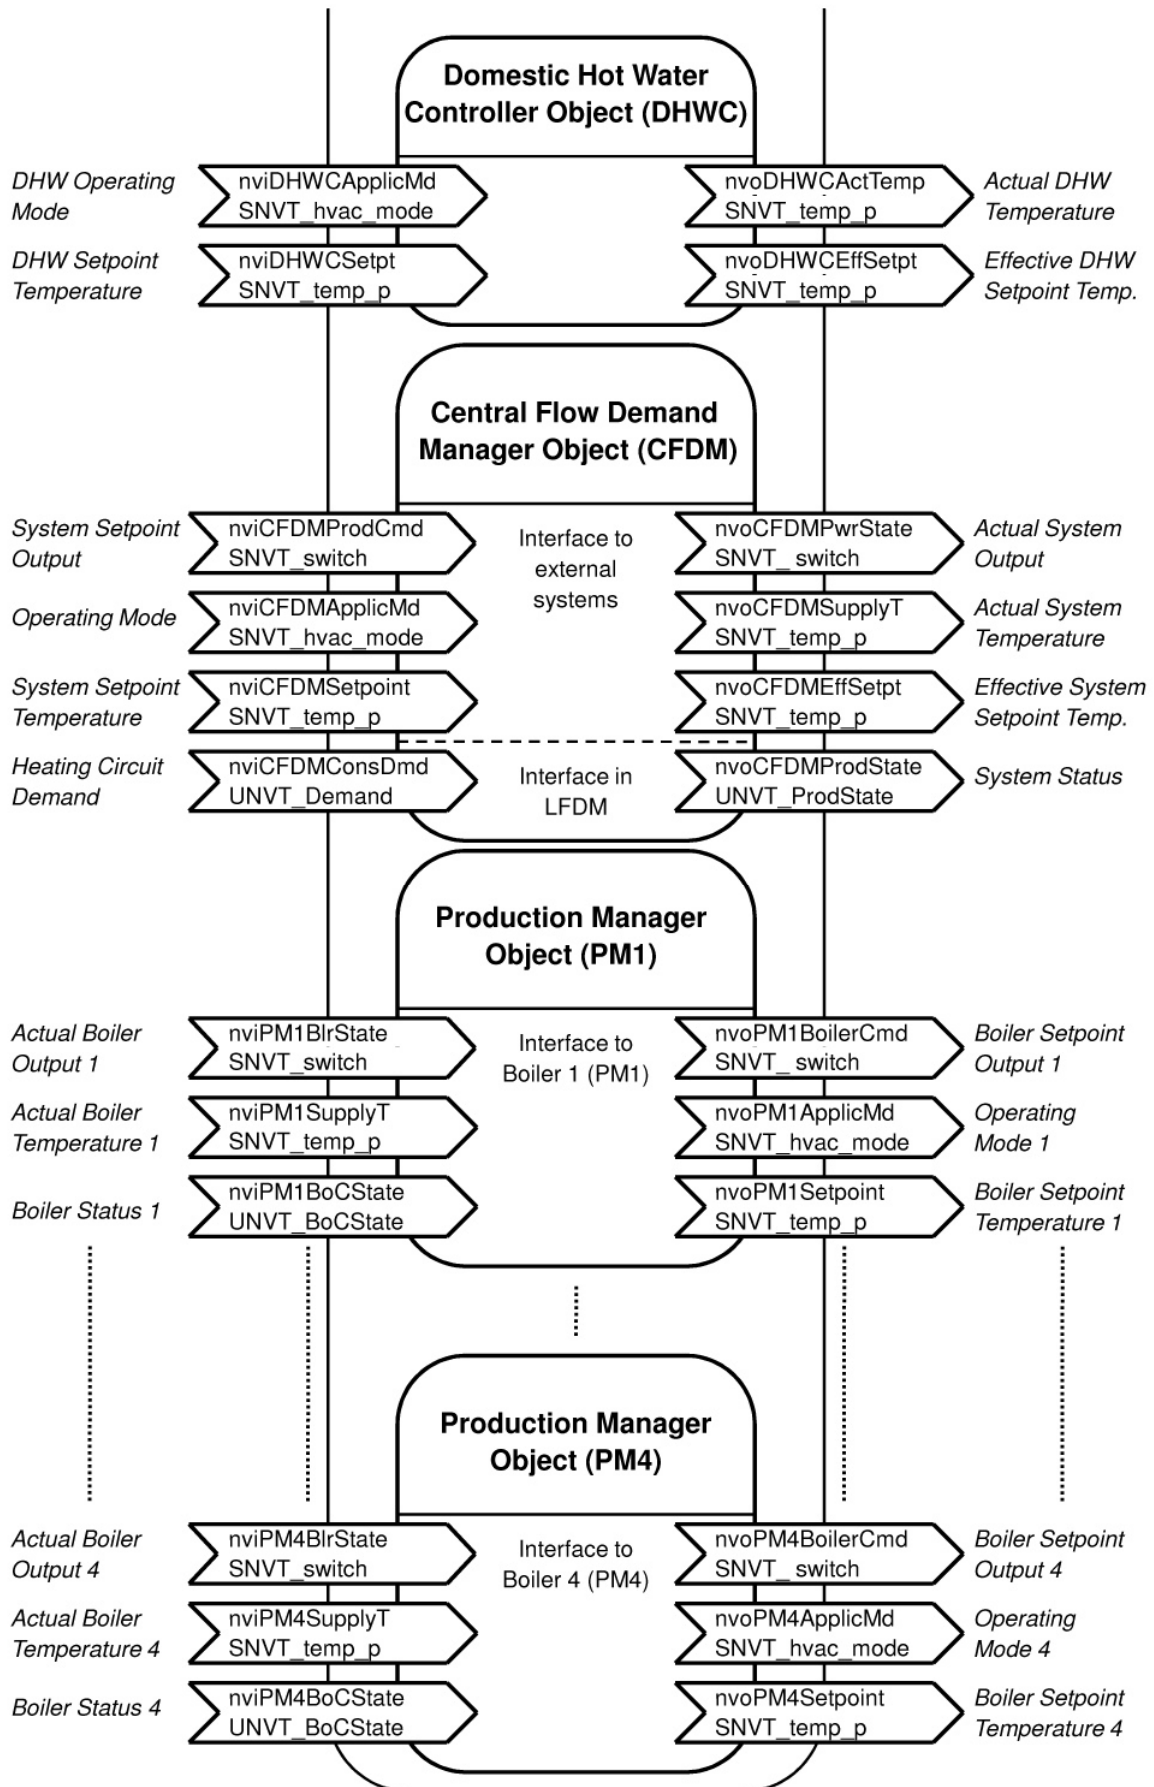 Domestic Hot Water
Controller Object (DHWC)
DHW Operating
Mode
nviDHWCApplicMd
SNVT_hvac_mode
nvoDHWCActTemp
SNVT_temp_p
Actual DHW
Temperature
DHW Setpoint
Temperature
nviDHWCSetpt
SNVT_temp_p
nvoDHWCEffSetpt
SNVT_temp_p
Effective DHW
Setpoint Temp.
Central Flow Demand
Manager Object (CFDM)
System Setpoint
Output
nviCFDMProdCmd
SNVT_switch
Interface to
external
systems
nvoCFDMPwrState
SNVT_ switch
Actual System
Output
Operating Mode
nviCFDMApplicMd
SNVT_hvac_mode
nvoCFDMSupplyT
SNVT_temp_p
Actual System
Temperature
System Setpoint
Temperature
nviCFDMSetpoint
SNVT_temp_p
nvoCFDMEffSetpt
SNVT_temp_p
Effective System
Setpoint Temp.
Heating Circuit
Demand
nviCFDMConsDmd
UNVT_Demand
Interface in
LFDM
nvoCFDMProdState
UNVT_ProdState
System Status
Production Manager
Object (PM1)
Actual Boiler
Output 1
nviPM1BlrState
SNVT_switch
Interface to
Boiler 1 (PM1)
nvoPM1BoilerCmd
SNVT_ switch
Boiler Setpoint
Output 1
Actual Boiler
Temperature 1
nviPM1SupplyT
SNVT_temp_p
nvoPM1ApplicMd
SNVT_hvac_mode
Operating
Mode 1
Boiler Status 1
nviPM1BoCState
UNVT_BoCState
nvoPM1Setpoint
SNVT_temp_p
Boiler Setpoint
Temperature 1
Production Manager
Object (PM4)
Actual Boiler
Output 4
nviPM4BlrState
SNVT_switch
Interface to
Boiler 4 (PM4)
nvoPM4BoilerCmd
SNVT_ switch
Boiler Setpoint
Output 4
Actual Boiler
Temperature 4
nviPM4SupplyT
SNVT_temp_p
nvoPM4ApplicMd
SNVT_hvac_mode
Operating
Mode 4
Boiler Status 4
nviPM4BoCState
UNVT_BoCState
nvoPM4Setpoint
SNVT_temp_p
Boiler Setpoint
Temperature 4